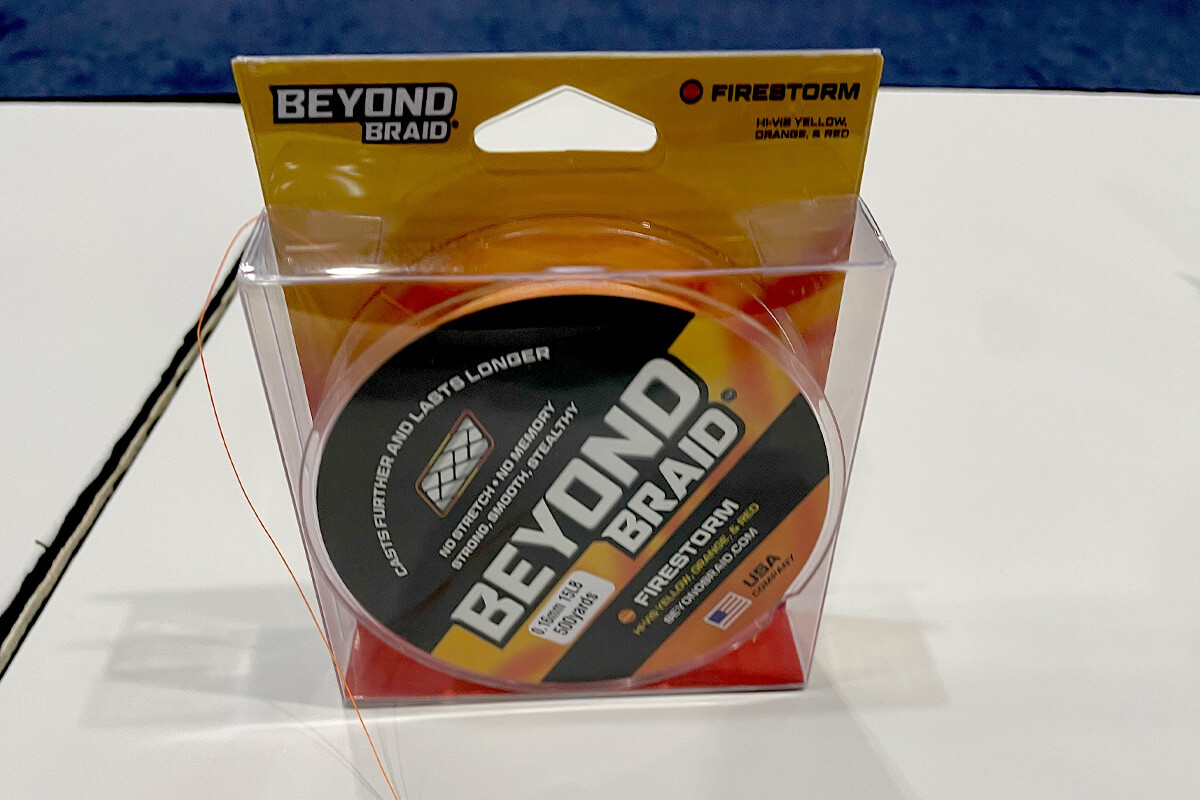 BEYOND
BRAID
FIRESTORM
HI-VIS YELLOW,
ORANGE, & RED
CASTS FURTHER AND LASTS LONGER
NO STRETCH • NO MEMORY
STRONG, SMOOTH, STEALTHY
BEYOND
BRAID
0.16mm 15LB
500yards
FIRESTORM
HI-VIS YELLOW, ORANGE, & RED
BEYONDBRAID.COM
USA
COMPANY